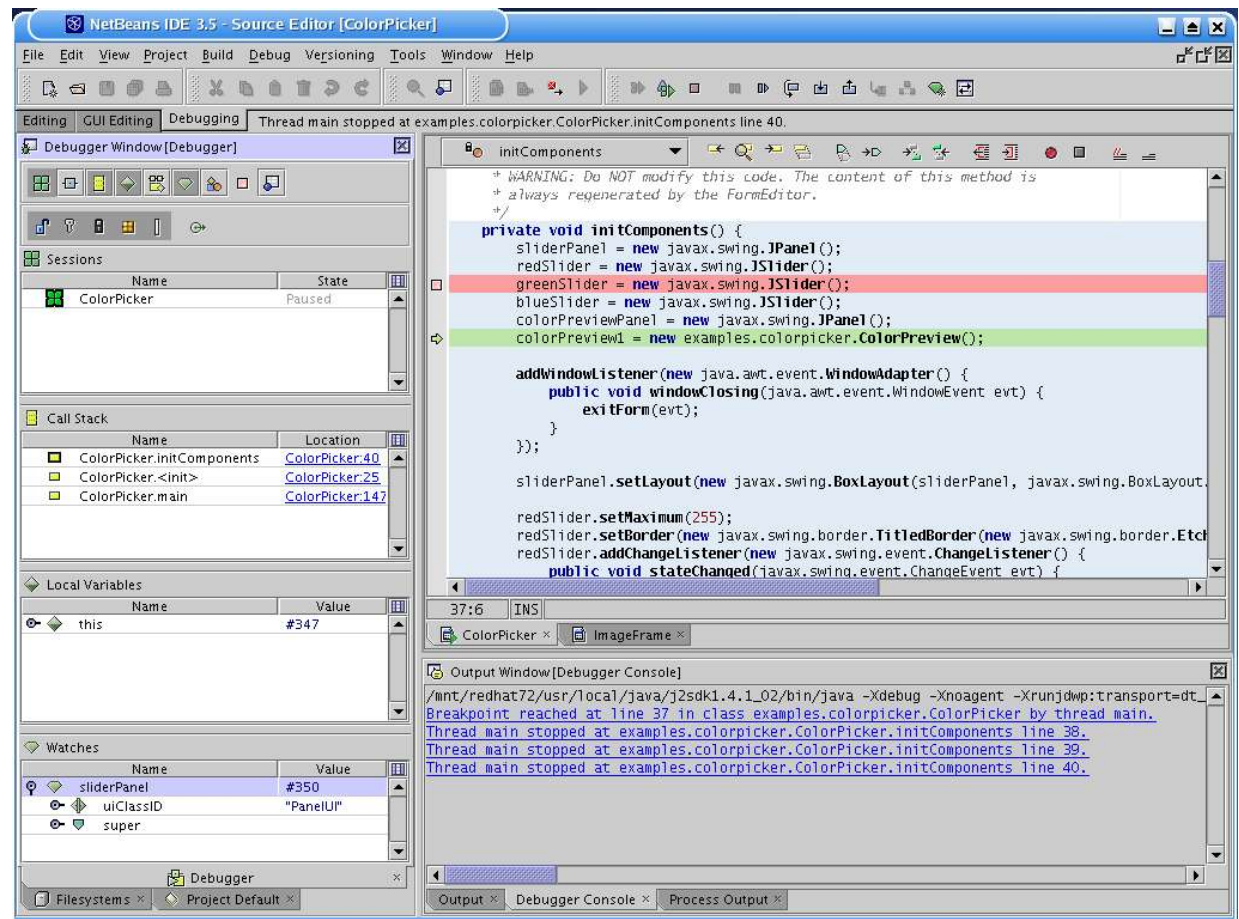 NetBeans IDE 3.5 - Source Editor [ColorPicker]
File Edit View Project Build Debug Versioning Tools Window Help
Editing GUI Editing Debugging Thread main stopped at examples.colorpicker.ColorPicker.initComponents line 40.
Debugger Window [Debugger]
Sessions
Name State
ColorPicker Paused
Call Stack
Name Location
ColorPicker.initComponents ColorPicker:40
ColorPicker.<init> ColorPicker:25
ColorPicker.main ColorPicker:147
Local Variables
Name Value
this #347
Watches
Name Value
sliderPanel #350
uiClassID "PanelUI"
super
Debugger ×
Filesystems × Project Default ×
initComponents
* WARNING: Do NOT modify this code. The content of this method is
* always regenerated by the FormEditor.
*/
private void initComponents() {
sliderPanel = new javax.swing.JPanel();
redSlider = new javax.swing.JSlider();
greenSlider = new javax.swing.JSlider();
blueSlider = new javax.swing.JSlider();
colorPreviewPanel = new javax.swing.JPanel();
colorPreview1 = new examples.colorpicker.ColorPreview();
addWindowListener(new java.awt.event.WindowAdapter() {
public void windowClosing(java.awt.event.WindowEvent evt) {
exitForm(evt);
}
});
sliderPanel.setLayout(new javax.swing.BoxLayout(sliderPanel, javax.swing.BoxLayout.
redSlider.setMaximum(255);
redSlider.setBorder(new javax.swing.border.TitledBorder(new javax.swing.border.Etch
redSlider.addChangeListener(new javax.swing.event.ChangeListener() {
public void stateChanged(javax.swing.event.ChangeEvent evt) {
37:6 INS
ColorPicker × ImageFrame ×
Output Window [Debugger Console]
/mnt/redhat72/usr/local/java/j2sdk1.4.1_02/bin/java -Xdebug -Xnoagent -Xrunjdwp:transport=dt_
Breakpoint reached at line 37 in class examples.colorpicker.ColorPicker by thread main.
Thread main stopped at examples.colorpicker.ColorPicker.initComponents line 38.
Thread main stopped at examples.colorpicker.ColorPicker.initComponents line 39.
Thread main stopped at examples.colorpicker.ColorPicker.initComponents line 40.
Output × Debugger Console × Process Output ×